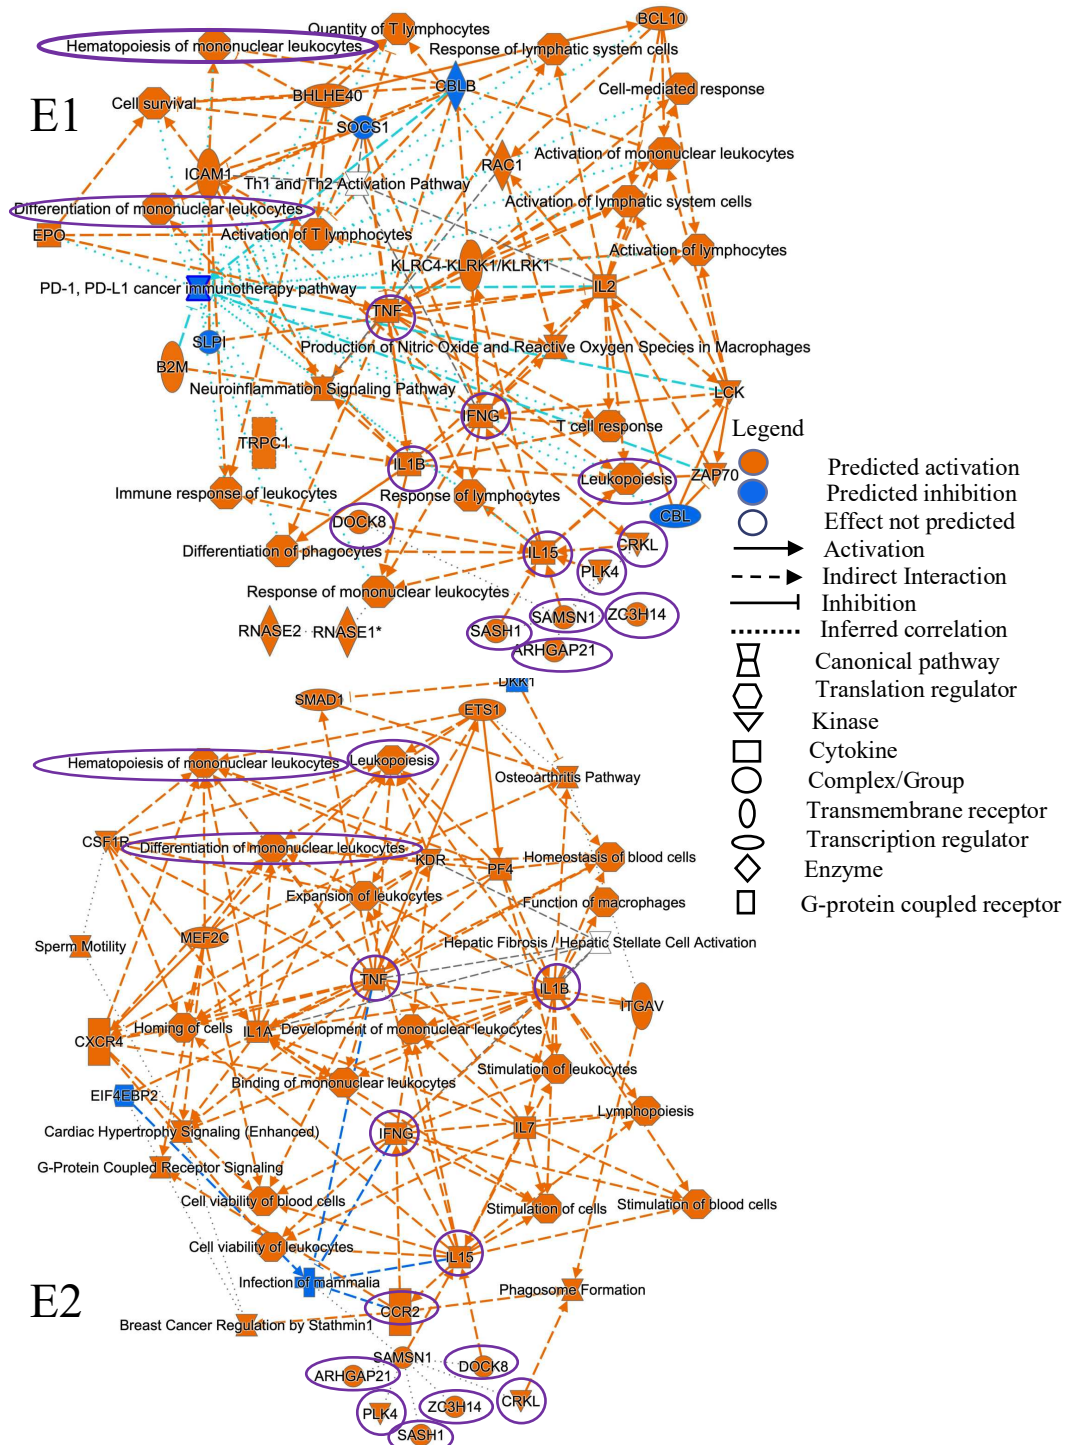 BCL10
Quantity of T lymphocytes
Hematopoiesis of mononuclear leukocytes
Response of lymphatic system cells
CBLB
Cell-mediated response
BHLHE40
Cell survival
E1
SOCS1
Activation of mononuclear leukocytes
RAC1
ICAM1
Th1 and Th2 Activation Pathway
Activation of lymphatic system cells
Differentiation of mononuclear leukocytes
EPO
Activation of T lymphocytes
Activation of lymphocytes
KLRC4-KLRK1/KLRK1
PD-1, PD-L1 cancer immunotherapy pathway
IL2
TNF
SLPI
Production of Nitric Oxide and Reactive Oxygen Species in Macrophages
B2M
Neuroinflammation Signaling Pathway
LCK
IFNG
T cell response
Legend
TRPC1
IL1B
Leukopoiesis
ZAP70
Predicted activation
Immune response of leukocytes
Response of lymphocytes
Predicted inhibition
DOCK8
CBL
Effect not predicted
Differentiation of phagocytes
IL15
CRKL
Activation
PLK4
Indirect Interaction
Response of mononuclear leukocytes
Inhibition
RNASE2
RNASE1*
SASH1
SAMSN1
ZC3H14
Inferred correlation
ARHGAP21
Canonical pathway
DKK1
Translation regulator
SMAD1
ETS1
Kinase
Hematopoiesis of mononuclear leukocytes
Leukopoiesis
Cytokine
Osteoarthritis Pathway
Complex/Group
Transmembrane receptor
CSF1R
Differentiation of mononuclear leukocytes
Transcription regulator
KDR
PF4
Homeostasis of blood cells
Enzyme
Expansion of leukocytes
Function of macrophages
G-protein coupled receptor
Sperm Motility
MEF2C
Hepatic Fibrosis / Hepatic Stellate Cell Activation
TNF
IL1B
ITGAV
CXCR4
Homing of cells
IL1A
Development of mononuclear leukocytes
Binding of mononuclear leukocytes
Stimulation of leukocytes
EIF4EBP2
Lymphopoiesis
Cardiac Hypertrophy Signaling (Enhanced)
IFNG
IL7
G-Protein Coupled Receptor Signaling
Cell viability of blood cells
Stimulation of cells
Stimulation of blood cells
Cell viability of leukocytes
IL15
E2
Infection of mammalia
Phagosome Formation
CCR2
Breast Cancer Regulation by Stathmin1
SAMSN1
DOCK8
ARHGAP21
PLK4
ZC3H14
CRKL
SASH1